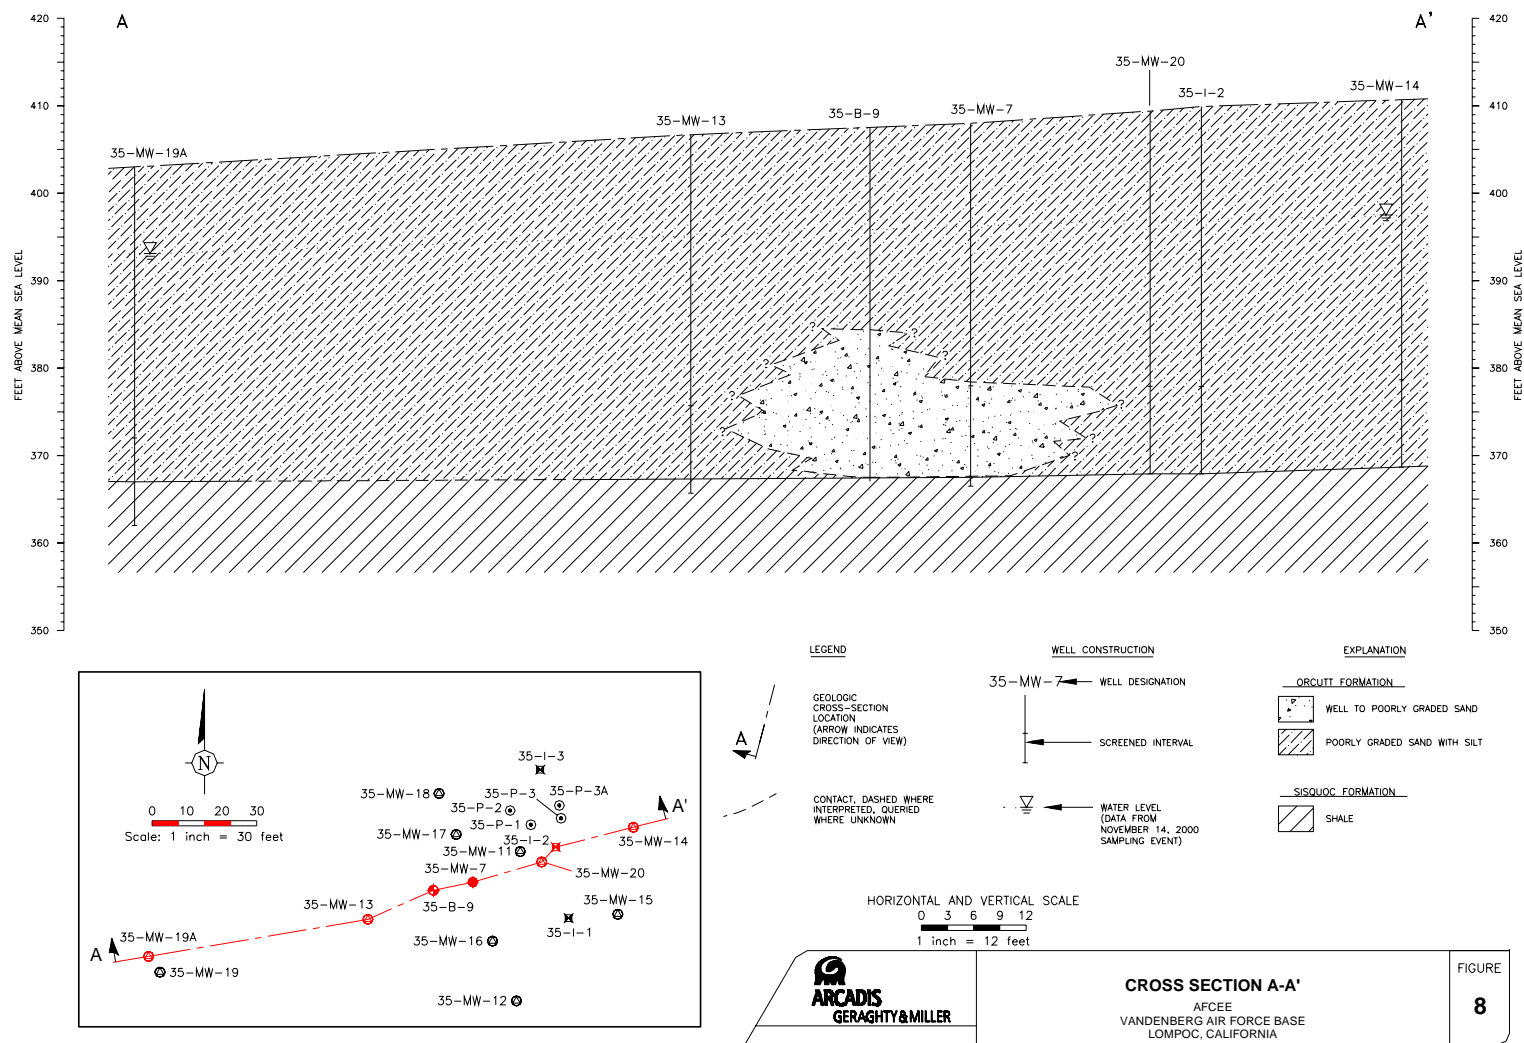 A
A'
420
410
400
390
380
370
360
350
FEET ABOVE MEAN SEA LEVEL
420
410
400
390
380
370
360
350
FEET ABOVE MEAN SEA LEVEL
35-MW-19A
35-MW-13
35-B-9
35-MW-7
35-MW-20
35-I-2
35-MW-14
?
?
?
?
?
?
?
?
?
N
0 10 20 30
Scale: 1 inch = 30 feet
35-I-3
35-MW-18
35-P-3
35-P-3A
35-P-2
35-P-1
35-MW-17
35-I-2
35-MW-11
A'
35-MW-14
35-MW-7
35-MW-20
35-B-9
35-MW-15
35-MW-13
35-I-1
35-MW-16
35-MW-19A
A
35-MW-19
35-MW-12
LEGEND
A
GEOLOGIC
CROSS-SECTION
LOCATION
(ARROW INDICATES
DIRECTION OF VIEW)
CONTACT, DASHED WHERE
INTERPRETED, QUERIED
WHERE UNKNOWN
WELL CONSTRUCTION
35-MW-7
WELL DESIGNATION
SCREENED INTERVAL
WATER LEVEL
(DATA FROM
NOVEMBER 14, 2000
SAMPLING EVENT)
EXPLANATION
ORCUTT FORMATION
WELL TO POORLY GRADED SAND
POORLY GRADED SAND WITH SILT
SISQUOC FORMATION
SHALE
HORIZONTAL AND VERTICAL SCALE
0 3 6 9 12
1 inch = 12 feet
ARCADIS
GERAGHTY & MILLER
CROSS SECTION A-A'
AFCEE
VANDENBERG AIR FORCE BASE
LOMPOC, CALIFORNIA
FIGURE
8